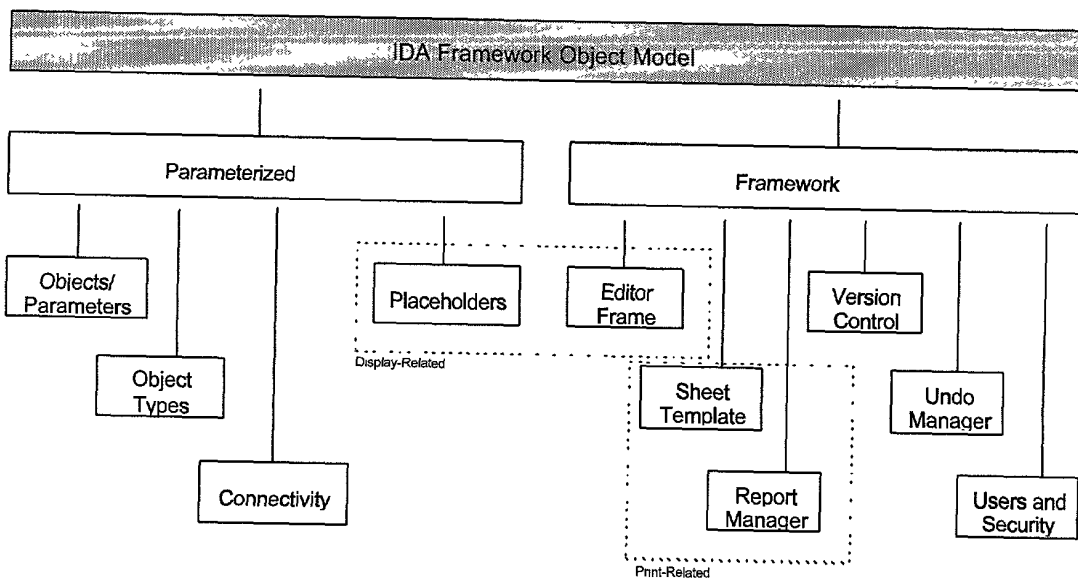 IDA Framework Object Model
Parameterized
Framework
Objects/
Parameters
Placeholders
Editor
Frame
Version
Control
Display-Related
Object
Types
Sheet
Template
Undo
Manager
Connectivity
Report
Manager
Users and
Security
Print-Related